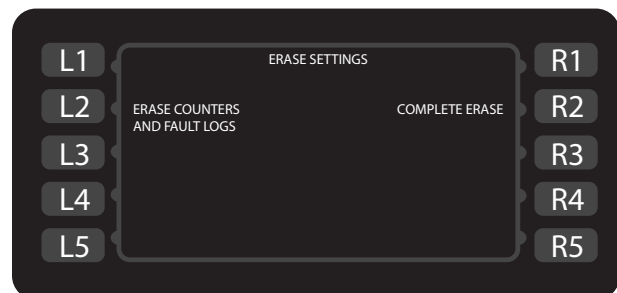 L1
ERASE SETTINGS
R1
L2
ERASE COUNTERS
AND FAULT LOGS
COMPLETE ERASE
R2
L3
R3
L4
R4
L5
R5